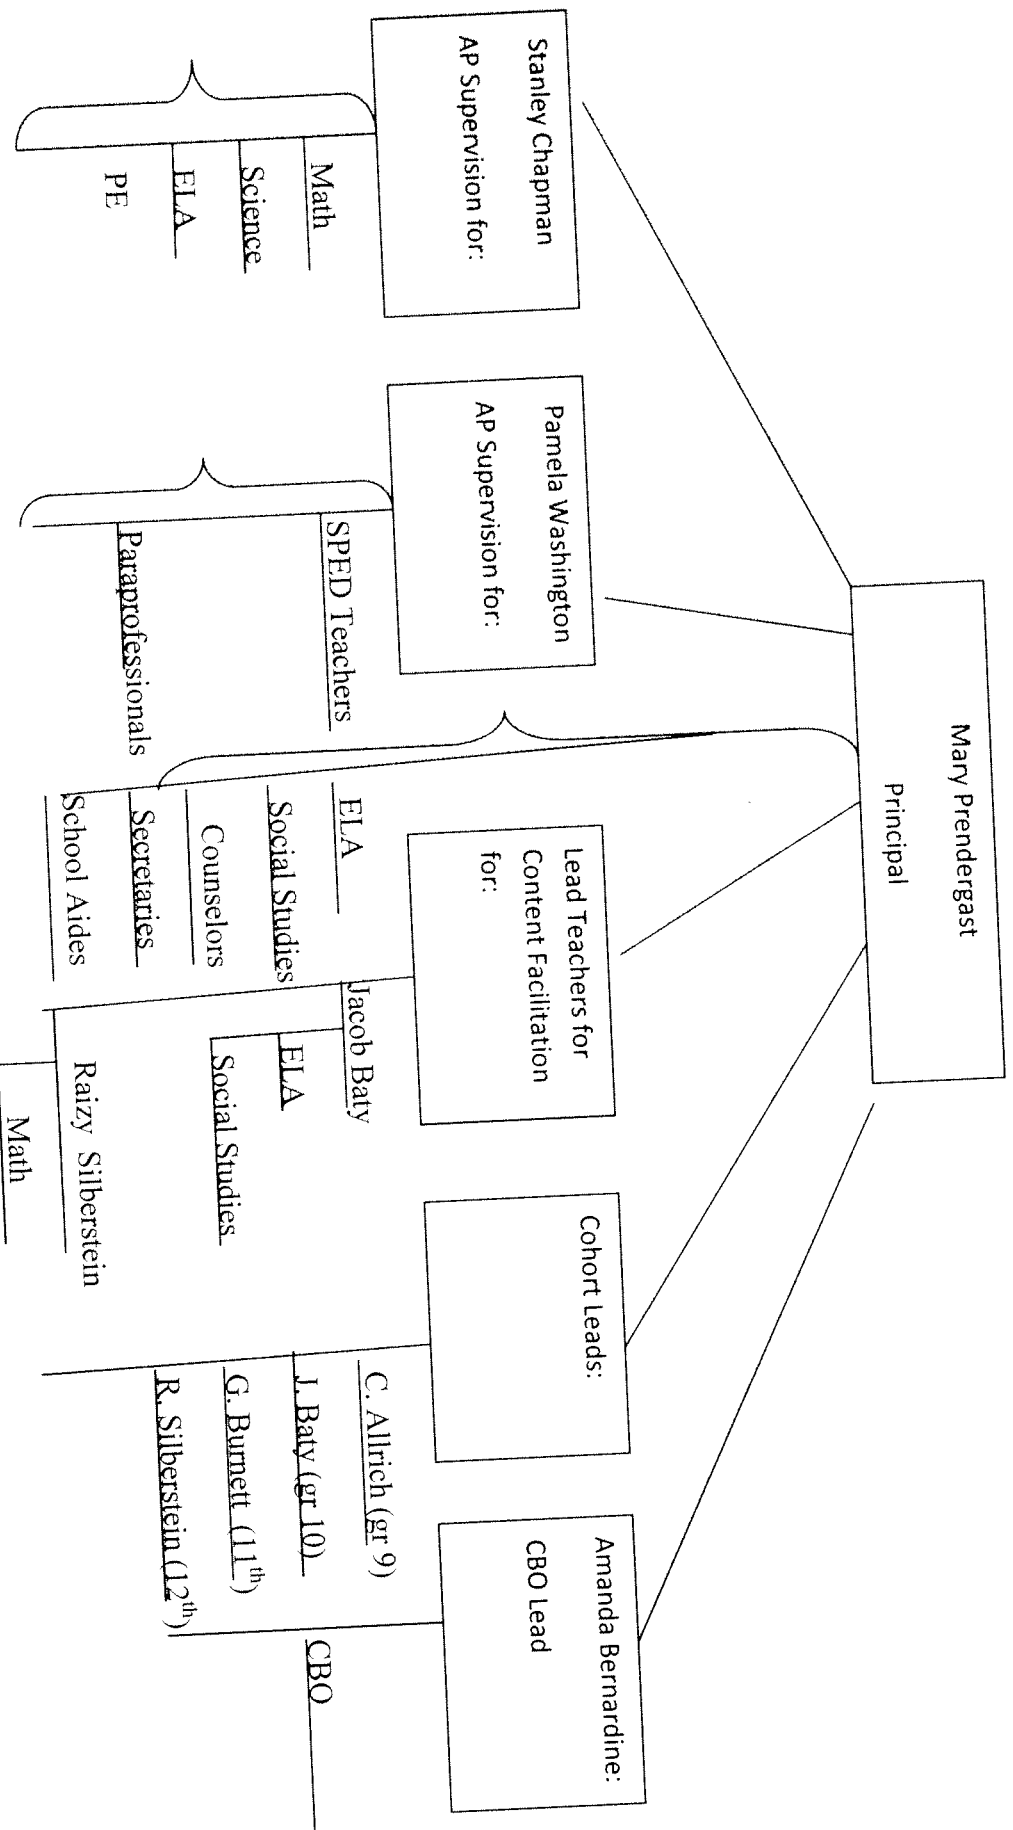 Mary Prendergast
Principal
Stanley Chapman
AP Supervision for:
Math
Science
ELA
PE
Pamela Washington
AP Supervision for:
SPED Teachers
Paraprofessionals
ELA
Social Studies
Counselors
Secretaries
School Aides
Lead Teachers for
Content Facilitation
for:
Jacob Baty
ELA
Social Studies
Raizy Silberstein
Math
Cohort Leads:
C. Allrich (gr 9)
J. Baty (gr 10)
G. Burnett (11th)
R. Silberstein (12th)
Amanda Bernardine:
CBO Lead
CBO